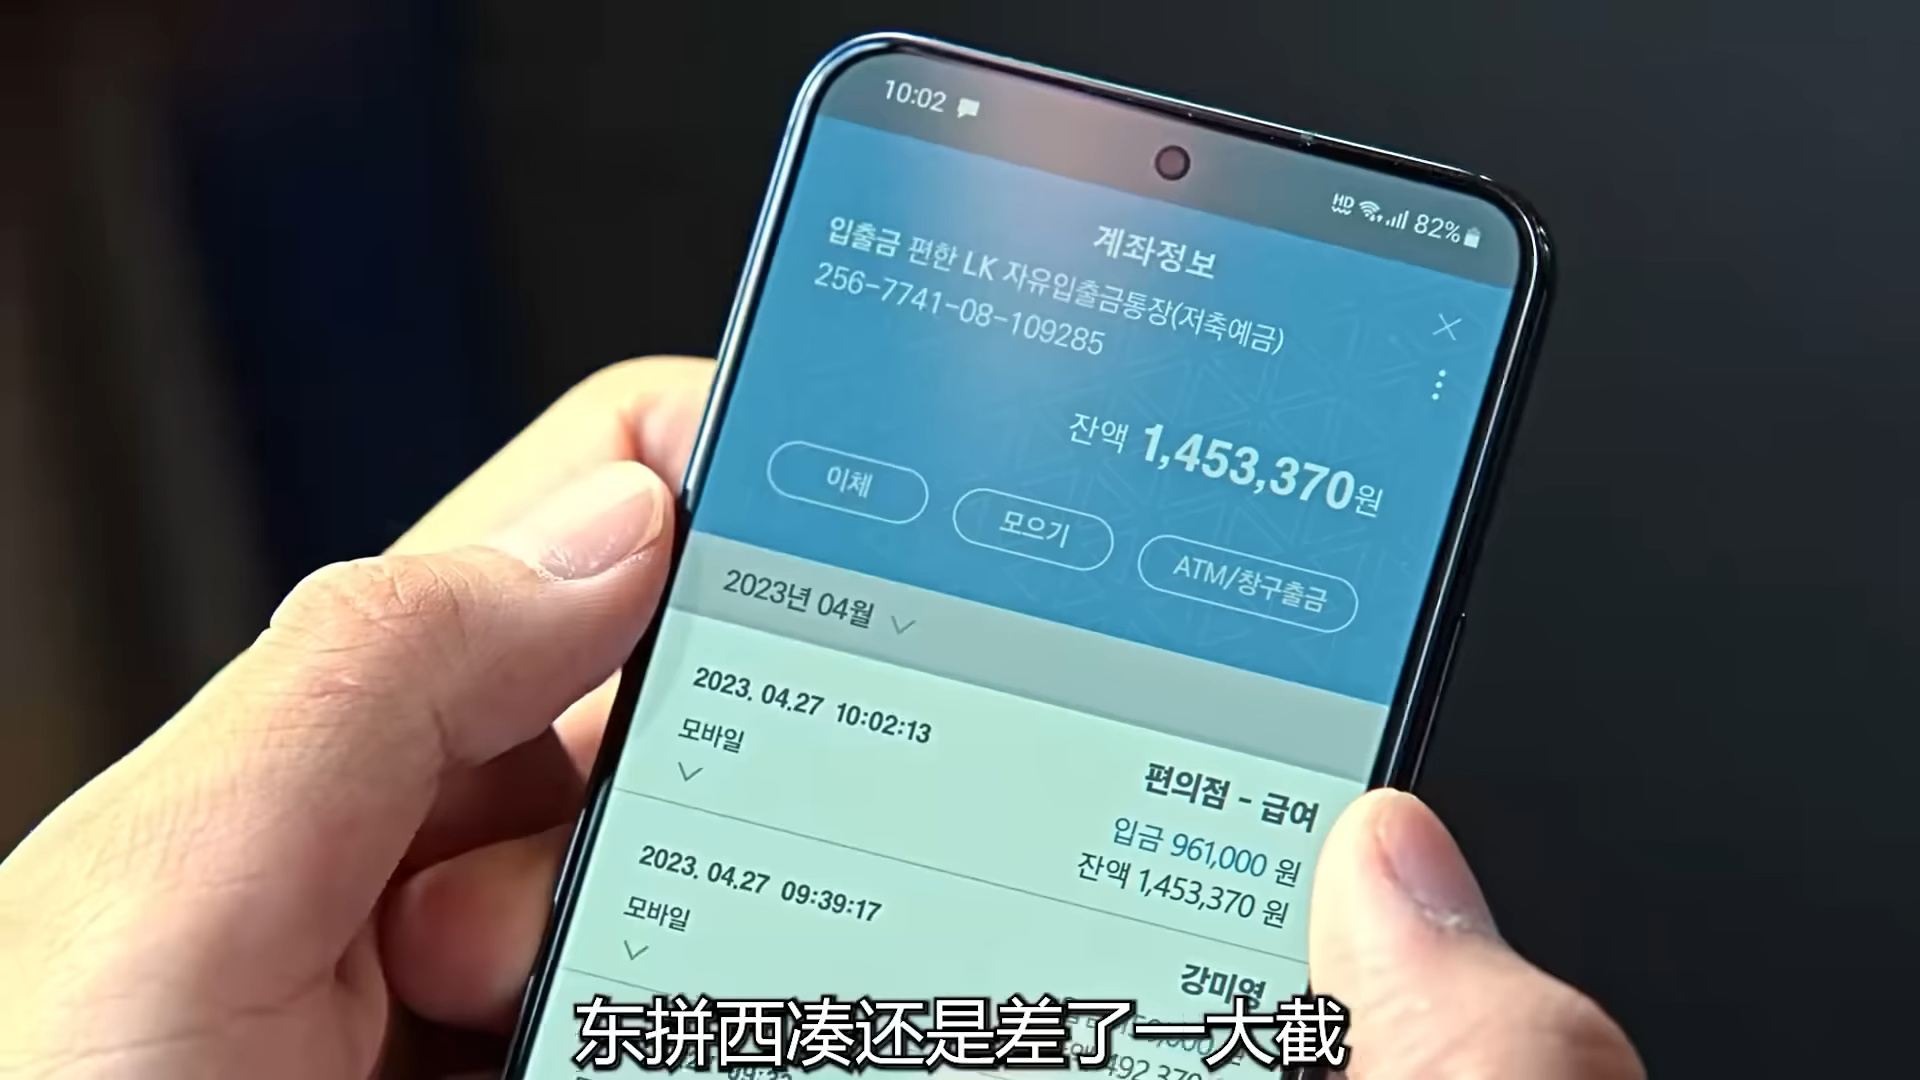 10:02
HD 82%
계좌정보
입출금 편한 LK 자유입출금통장(저축예금)
256-7741-08-109285
잔액 1,453,370원
이체
모으기
ATM/창구출금
2023년 04월
2023. 04.27 10:02:13
모바일
편의점 - 급여
입금 961,000 원
잔액 1,453,370 원
2023. 04.27 09:39:17
모바일
강미영
东拼西凑还是差了一大截